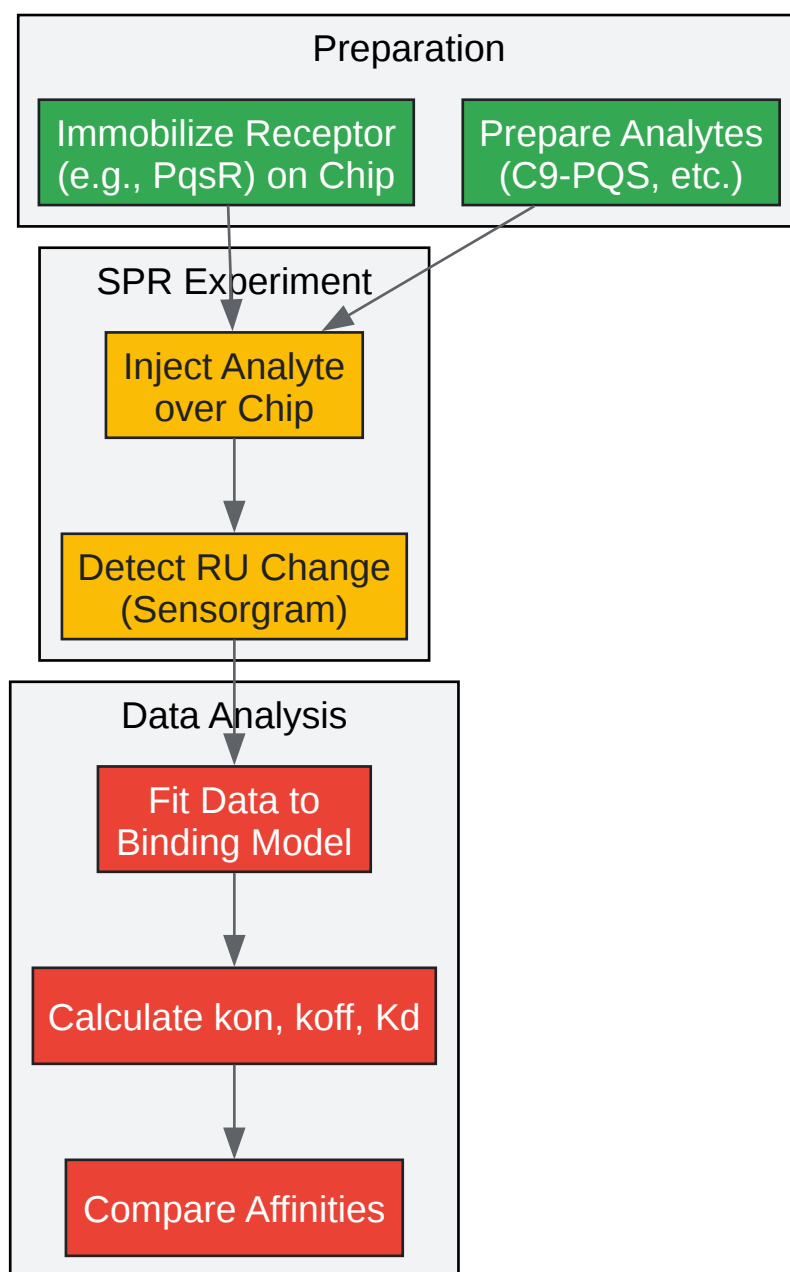 Preparation
Immobilize Receptor
(e.g., PqsR) on Chip
Prepare Analytes
(C9-PQS, etc.)
SPR Experiment
Inject Analyte
over Chip
Detect RU Change
(Sensorgram)
Data Analysis
Fit Data to
Binding Model
Calculate kon, koff, Kd
Compare Affinities